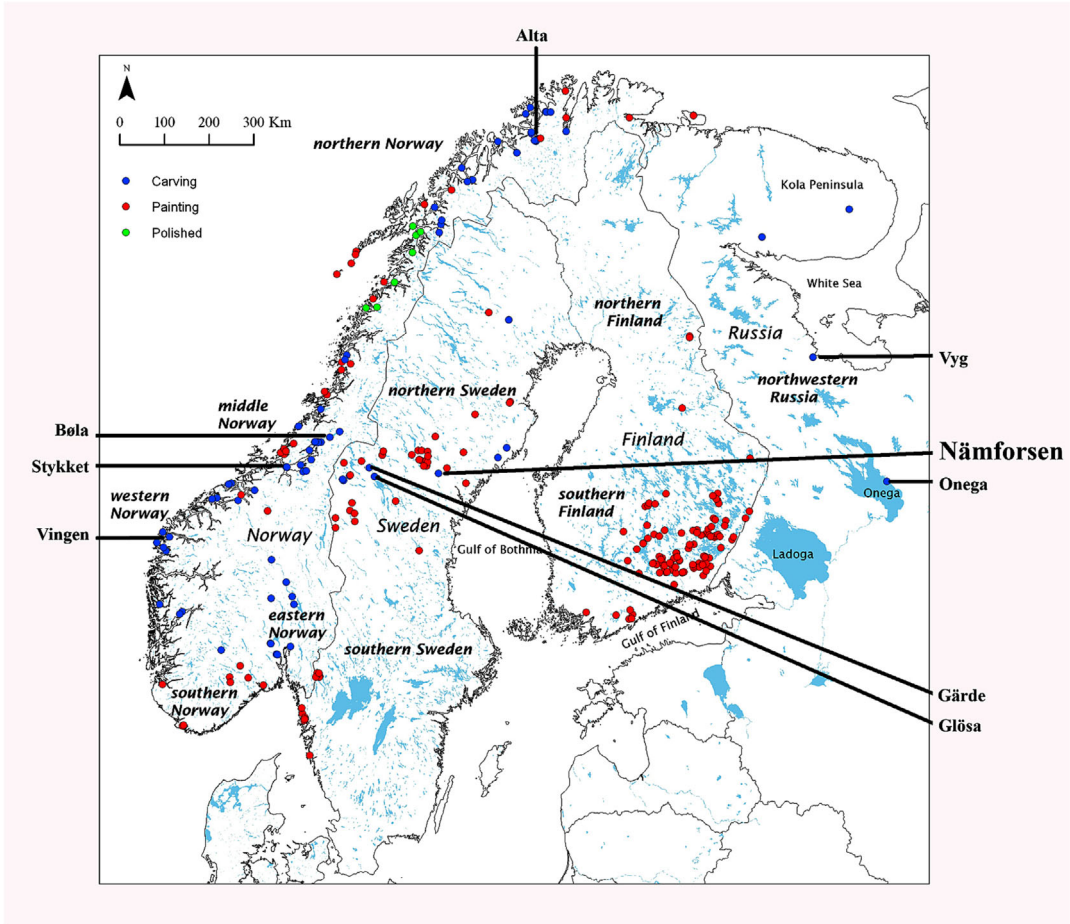 Alta
N
0 100 200 300 Km
northern Norway
Carving
Painting
Polished
Kola Peninsula
White Sea
northern
Finland
Russia
Vyg
northwestern
Russia
northern Sweden
middle
Norway
Bøla
Stykket
Finland
Nämforsen
Onega
Onega
western
Norway
Vingen
southern
Finland
Norway
Sweden
Gulf of Bothnia
Ladoga
eastern
Norway
Gulf of Finland
southern Sweden
southern
Norway
Gärde
Glösa